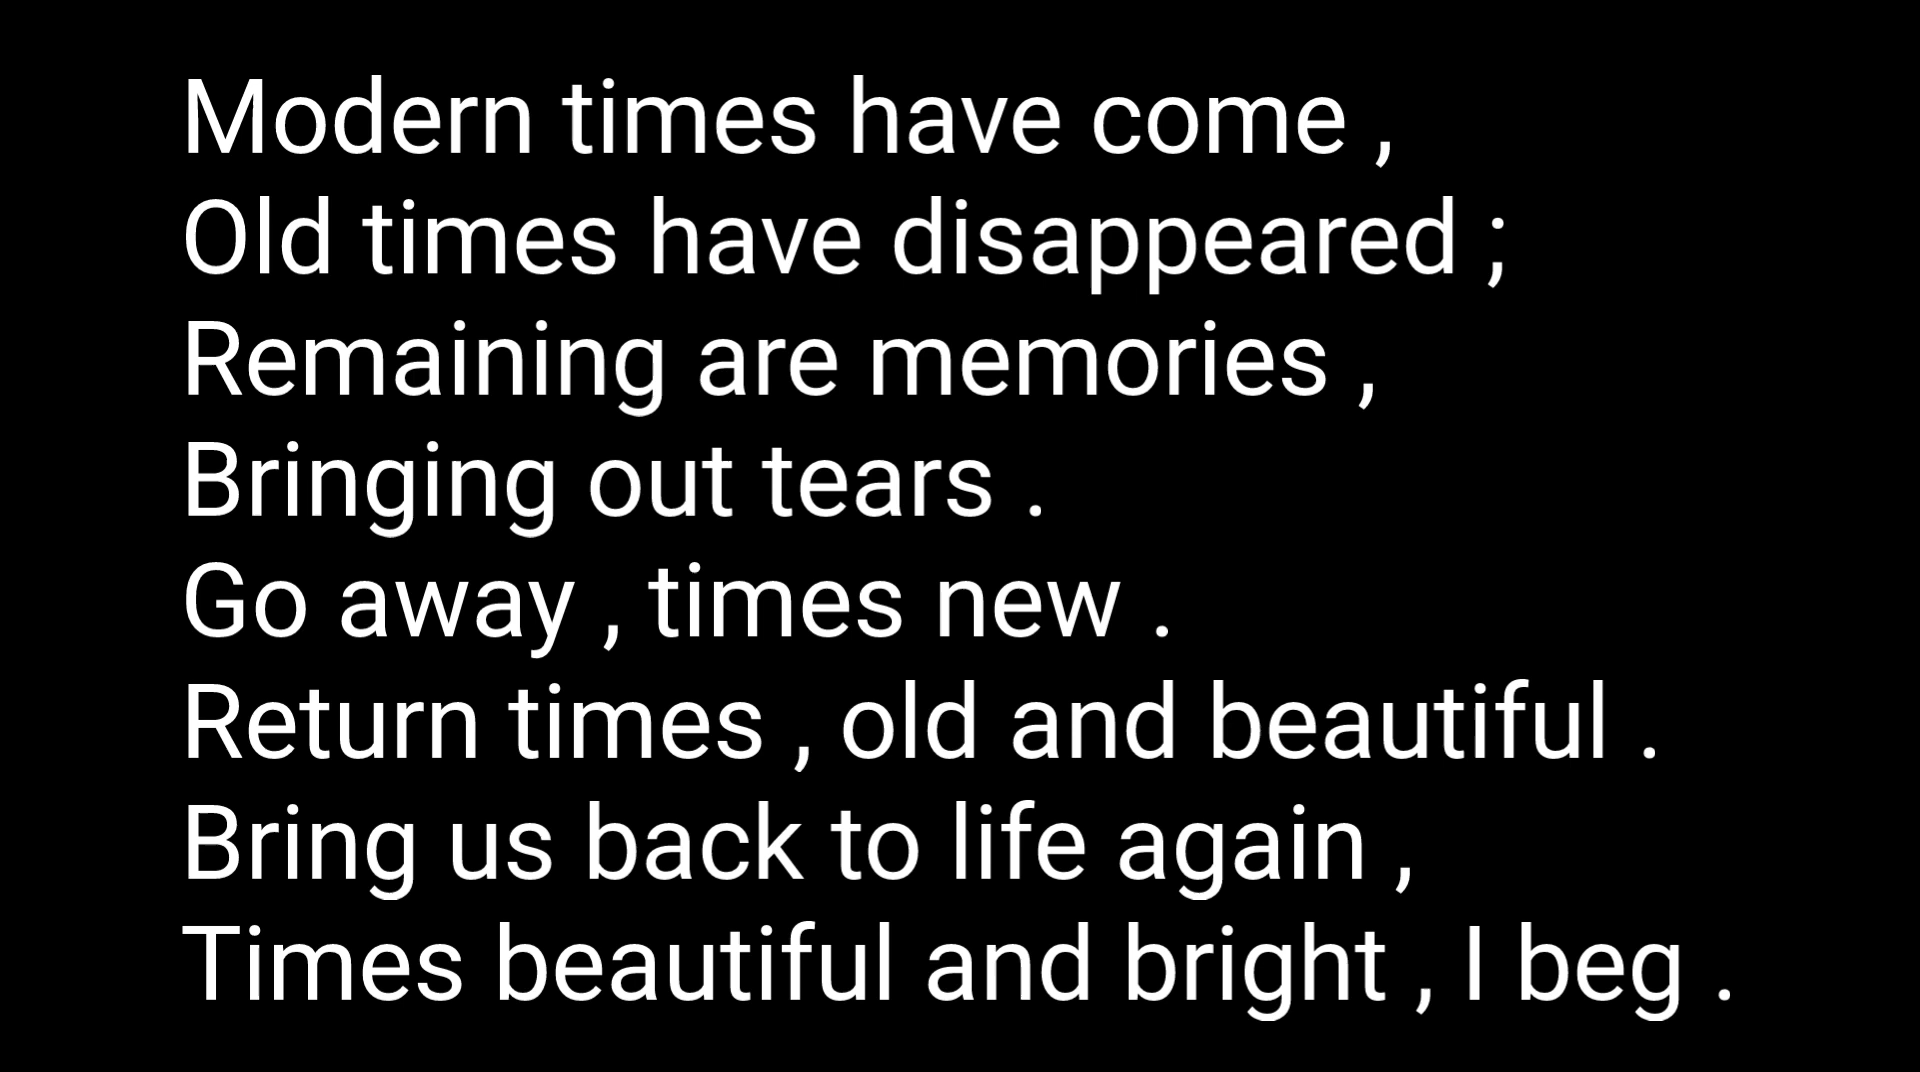 Modern times have come ,
Old times have disappeared ;
Remaining are memories ,
Bringing out tears .
Go away , times new .
Return times , old and beautiful .
Bring us back to life again ,
Times beautiful and bright , I beg .